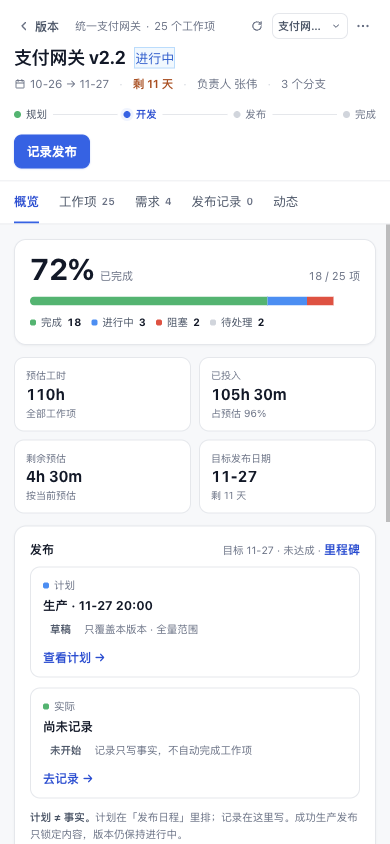 版本 统一支付网关 · 25 个工作项 支付网...
支付网关 v2.2 进行中
10-26 → 11-27 · 剩 11 天 · 负责人 张伟 · 3 个分支
规划 开发 发布 完成
记录发布
概览 工作项 25 需求 4 发布记录 0 动态
72% 已完成 18 / 25 项
完成 18 进行中 3 阻塞 2 待处理 2
预估工时 已投入
110h 105h 30m
全部工作项 占预估 96%
剩余预估 目标发布日期
4h 30m 11-27
按当前预估 剩 11 天
发布 目标 11-27 · 未达成 · 里程碑
计划
生产 · 11-27 20:00
草稿 只覆盖本版本 · 全量范围
查看计划 →
实际
尚未记录
未开始 记录只写事实，不自动完成工作项
去记录 →
计划 ≠ 事实。计划在「发布日程」里排；记录在这里写。成功生产发布
只锁定内容，版本仍保持进行中。